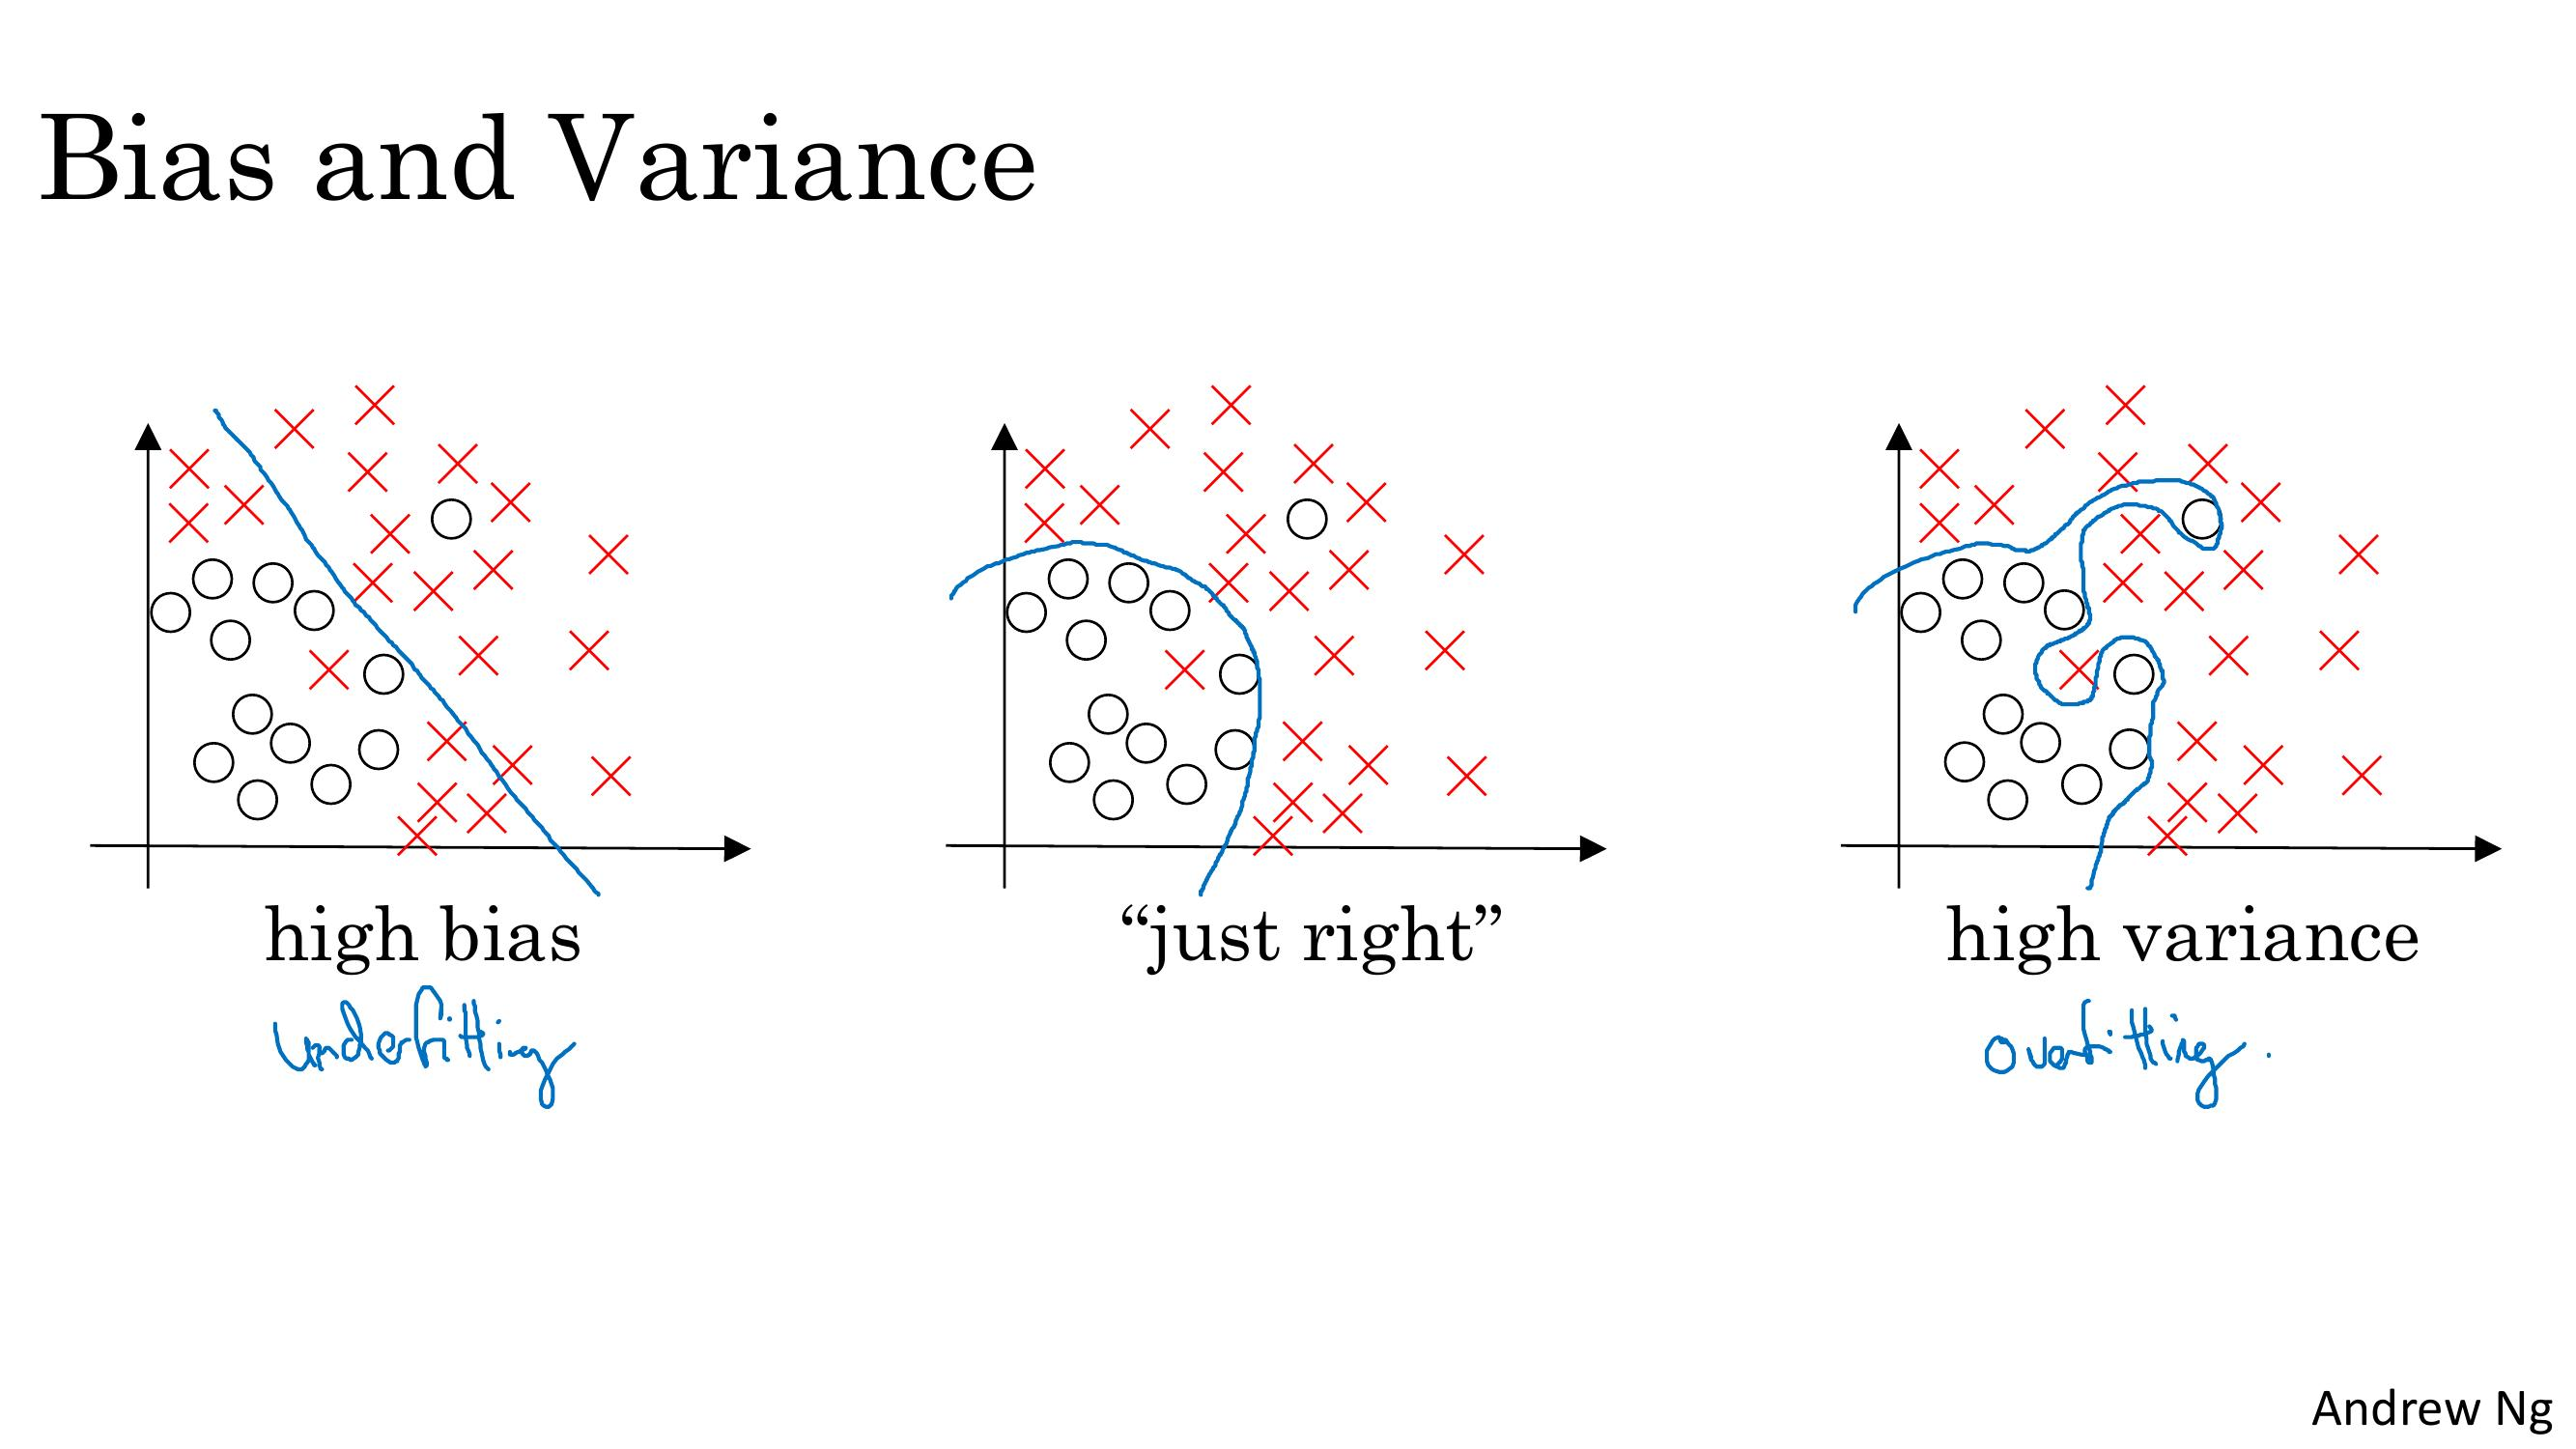 Bias and Variance
high bias
“just right”
high variance
underfitting
overfitting.
Andrew Ng